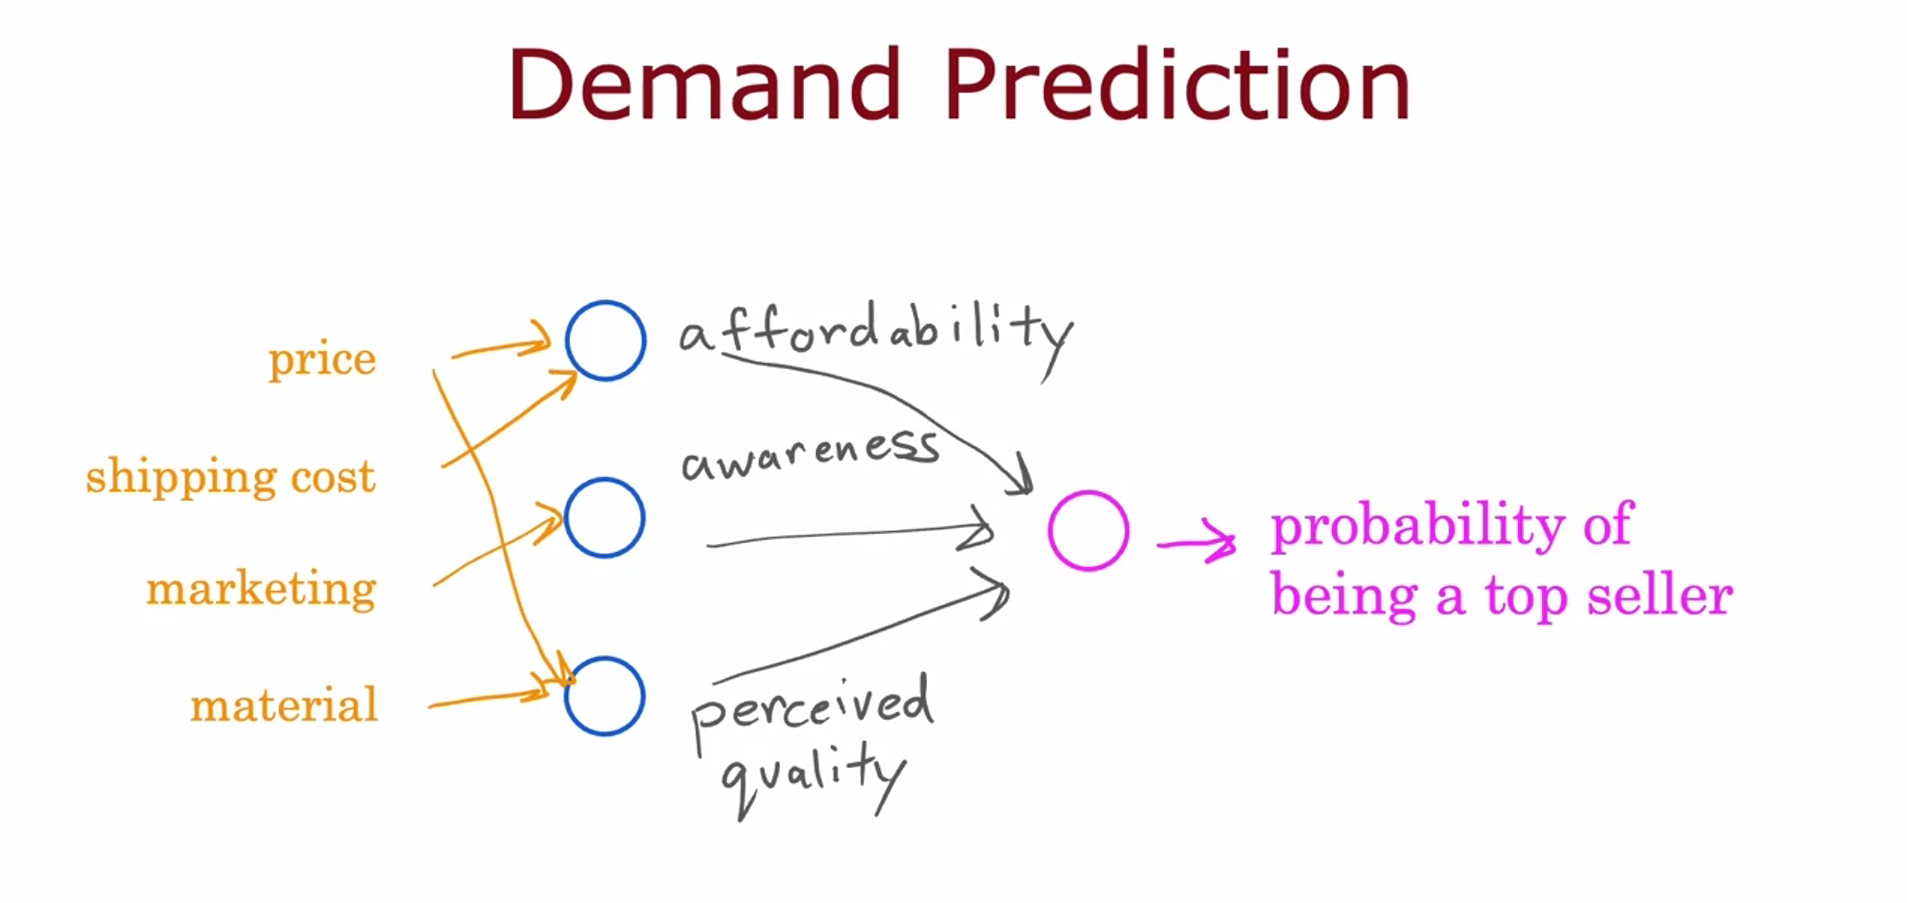 Demand Prediction
price
shipping cost
marketing
material
affordability
awareness
perceived
quality
probability of
being a top seller